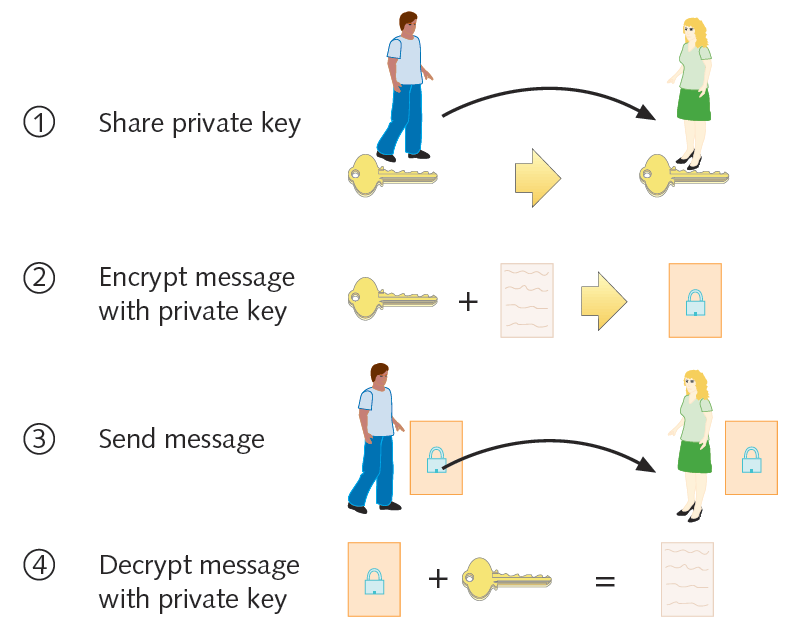 ① Share private key
② Encrypt message
with private key
+
③ Send message
④ Decrypt message
with private key
+ =